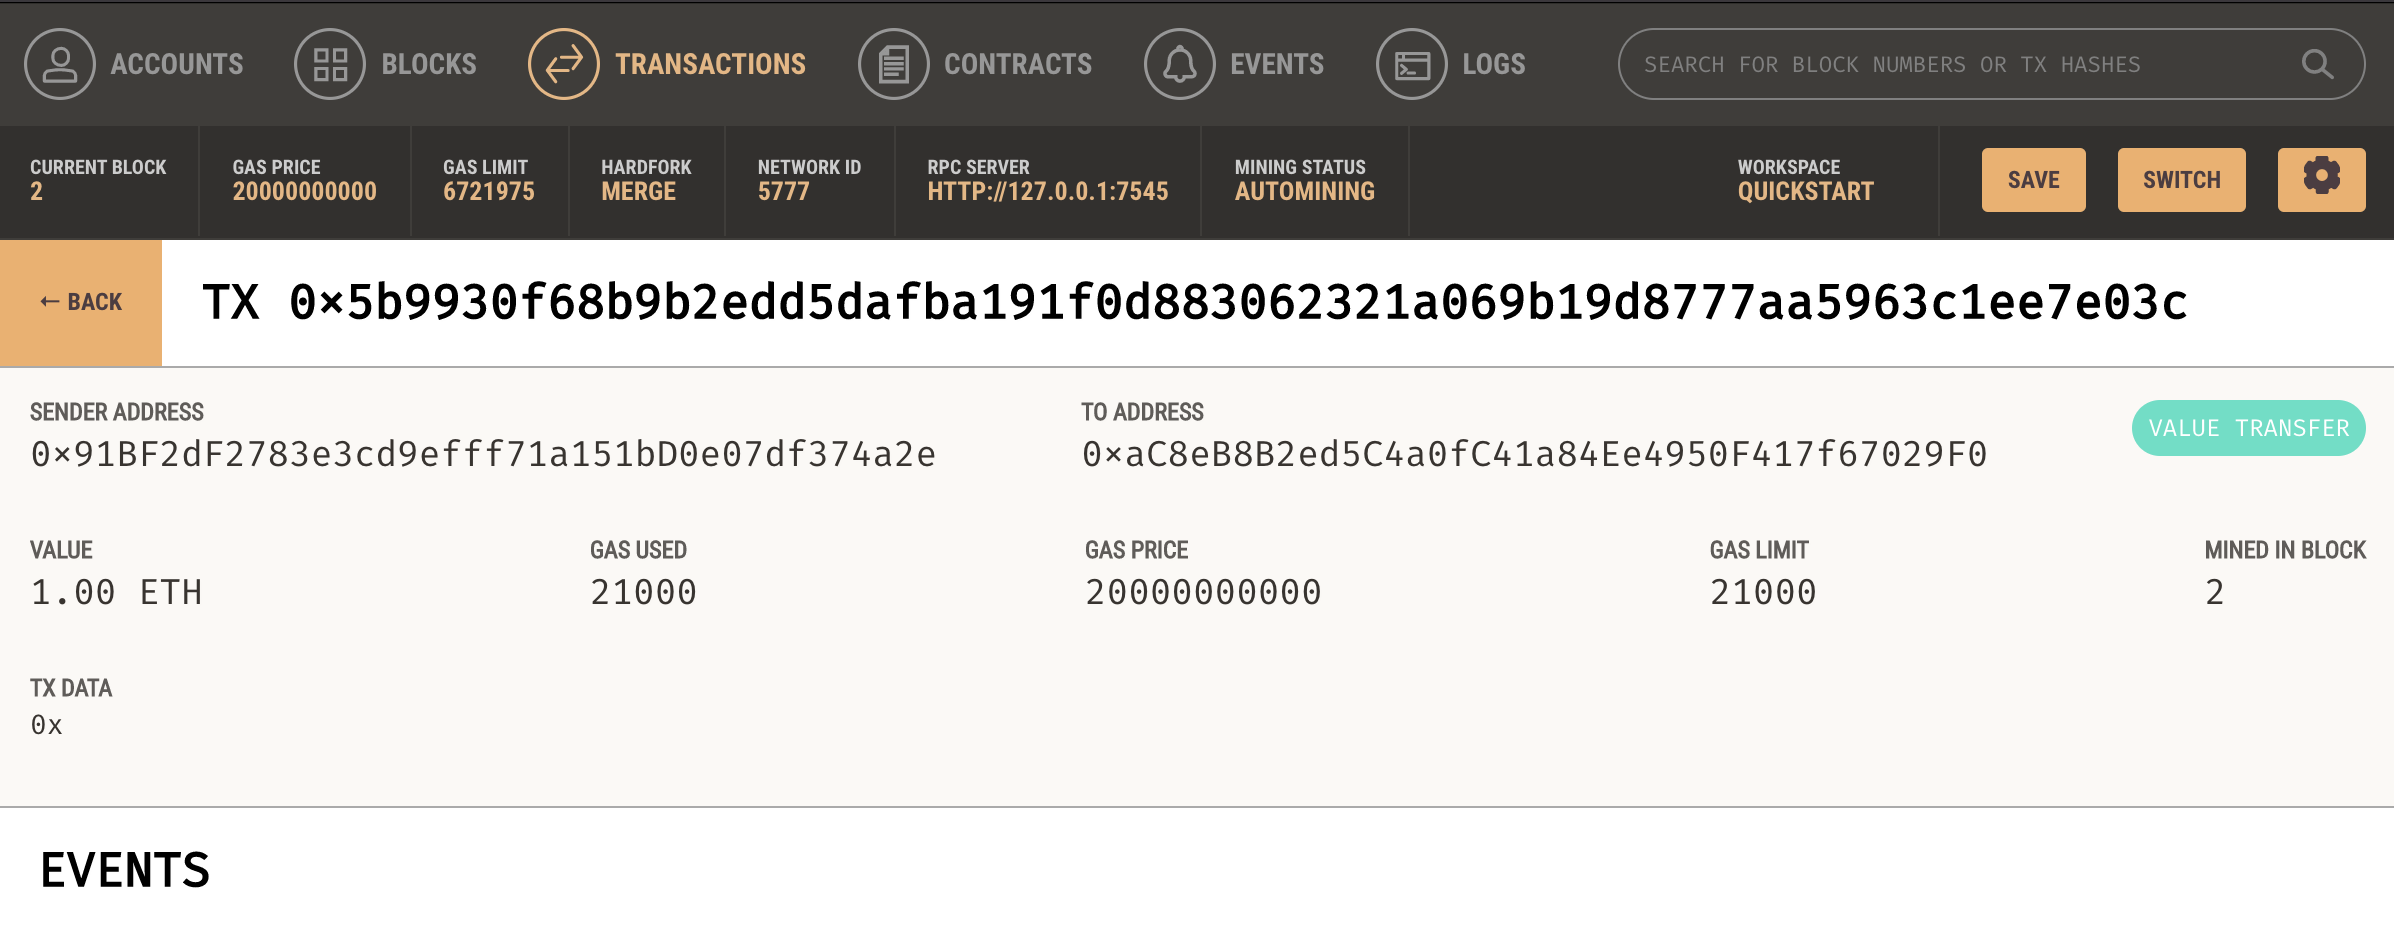 ACCOUNTS BLOCKS TRANSACTIONS CONTRACTS EVENTS LOGS SEARCH FOR BLOCK NUMBERS OR TX HASHES
CURRENT BLOCK GAS PRICE GAS LIMIT HARDFORK NETWORK ID RPC SERVER MINING STATUS WORKSPACE
2 20000000000 6721975 MERGE 5777 HTTP://127.0.0.1:7545 AUTOMINING QUICKSTART SAVE SWITCH
← BACK TX 0×5b9930f68b9b2edd5dafba191f0d883062321a069b19d8777aa5963c1ee7e03c
SENDER ADDRESS TO ADDRESS
0×91BF2dF2783e3cd9efff71a151bD0e07df374a2e 0×aC8eB8B2ed5C4a0fC41a84Ee4950F417f67029F0 VALUE TRANSFER
VALUE GAS USED GAS PRICE GAS LIMIT MINED IN BLOCK
1.00 ETH 21000 20000000000 21000 2
TX DATA
0x
EVENTS